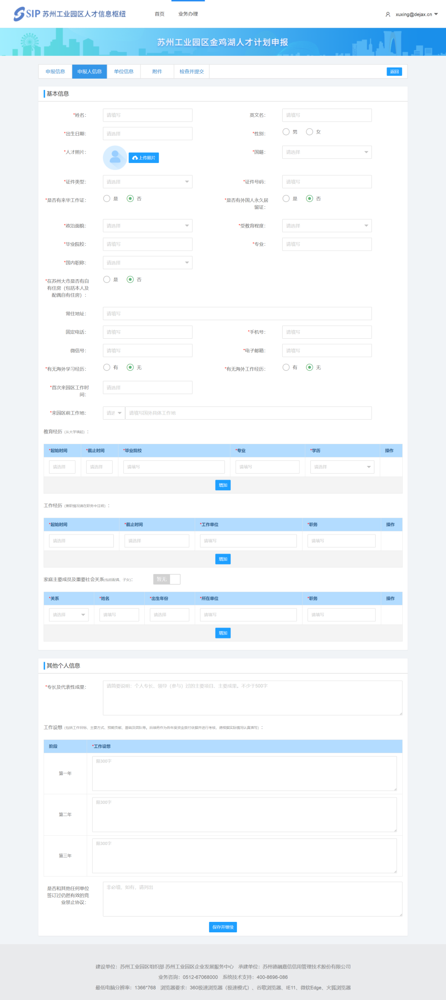 SIP 苏州工业园区人才信息枢纽 首页 业务办理 xuxing@dejax.cn
苏州工业园区金鸡湖人才计划申报
申报信息 申报人信息 单位信息 附件 检查并提交 返回
基本信息
*姓名： 请填写 英文名： 请填写
*出生日期： 请选择 *性别： 男 女
*人才照片： 上传照片 *国籍： 请选择
*证件类型： 请选择 *证件号码： 请填写
*是否有来华工作证： 是 否 *是否有外国人永久居
留证： 是 否
*政治面貌： 请选择 *受教育程度： 请选择
*毕业院校： 请填写 *专业： 请填写
*国内职称： 请选择
*在苏州大市是否有自 是 否
有住房（包括本人及
配偶自有住房）：
常住地址： 请填写
固定电话： 请填写 *手机号： 请填写
微信号： 请填写 *电子邮箱： 请填写
*有无海外学习经历： 有 无 *有无海外工作经历： 有 无
*首次来园区工作时 请选择
间：
*来园区前工作地： 请选 请填写国外具体工作地
教育经历（从大学填起）：
*起始时间 *截止时间 *毕业院校 *专业 *学历 操作
请选择 请选择 请填写 请填写 请选择
增加
工作经历（兼职情况请在职务中注明）：
*起始时间 *截止时间 *工作单位 *职务 操作
请选择 请选择 请填写 请填写
增加
家庭主要成员及重要社会关系(包括配偶、子女)： 暂无
*关系 *姓名 *出生年份 *所在单位 *职务 操作
请选择 请填写 请选择 请填写 请填写
增加
其他个人信息
*专长及代表性成果： 请简要说明：个人专长、领导（参与）过的主要项目、主要成果。不少于500字
工作设想（包括工作目标、主要方式、预期贡献、基础及团队等。后续将作为各年度资金拨付依据并进行考核，请根据实际情况认真填写）：
阶段 *工作设想
第一年 限300字
第二年 限300字
第三年 限300字
是否和其他任何单位 非必填，如有，请列出
签订过仍然有效的竞
业禁止协议：
保存并继续
建设单位：苏州工业园区组织部 苏州工业园区企业发展服务中心 承建单位：苏州德融嘉信信用管理技术股份有限公司
业务咨询：0512-67068000 系统技术支持：400-8696-086
最低电脑分辨率：1366*768 浏览器要求：360极速浏览器（极速模式）、谷歌浏览器、IE11、微软Edge、火狐浏览器